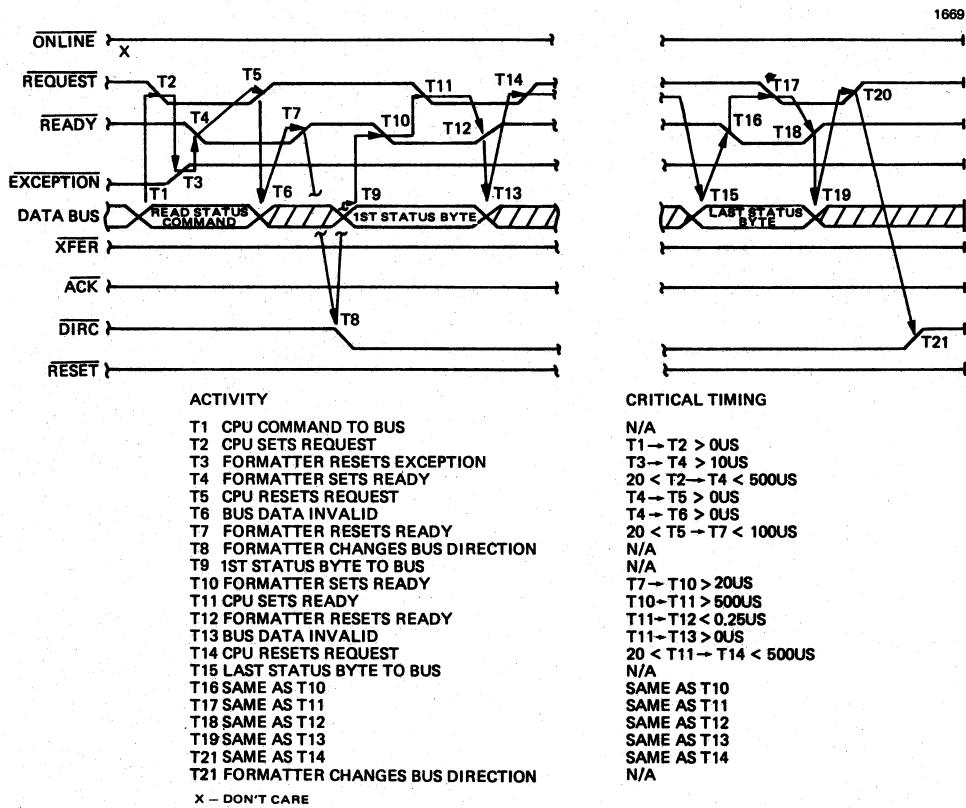 1669
ONLINE
X
REQUEST T2 T5 T11 T14 T17 T20
READY T4 T7 T10 T12 T16 T18
EXCEPTION T3
T1 T6 T9 T13 T15 T19
DATA BUS READ STATUS COMMAND 1ST STATUS BYTE LAST STATUS BYTE
XFER
ACK
DIRC T8 T21
RESET
ACTIVITY CRITICAL TIMING
T1 CPU COMMAND TO BUS N/A
T2 CPU SETS REQUEST T1→T2 > 0US
T3 FORMATTER RESETS EXCEPTION T3→T4 > 10US
T4 FORMATTER SETS READY 20 < T2→T4 < 500US
T5 CPU RESETS REQUEST T4→T5 > 0US
T6 BUS DATA INVALID T4→T6 > 0US
T7 FORMATTER RESETS READY 20 < T5→T7 < 100US
T8 FORMATTER CHANGES BUS DIRECTION N/A
T9 1ST STATUS BYTE TO BUS N/A
T10 FORMATTER SETS READY T7→T10 > 20US
T11 CPU SETS READY T10→T11 > 500US
T12 FORMATTER RESETS READY T11→T12 < 0.25US
T13 BUS DATA INVALID T11→T13 > 0US
T14 CPU RESETS REQUEST 20 < T11→T14 < 500US
T15 LAST STATUS BYTE TO BUS N/A
T16 SAME AS T10 SAME AS T10
T17 SAME AS T11 SAME AS T11
T18 SAME AS T12 SAME AS T12
T19 SAME AS T13 SAME AS T13
T21 SAME AS T14 SAME AS T14
T21 FORMATTER CHANGES BUS DIRECTION N/A
X – DON'T CARE